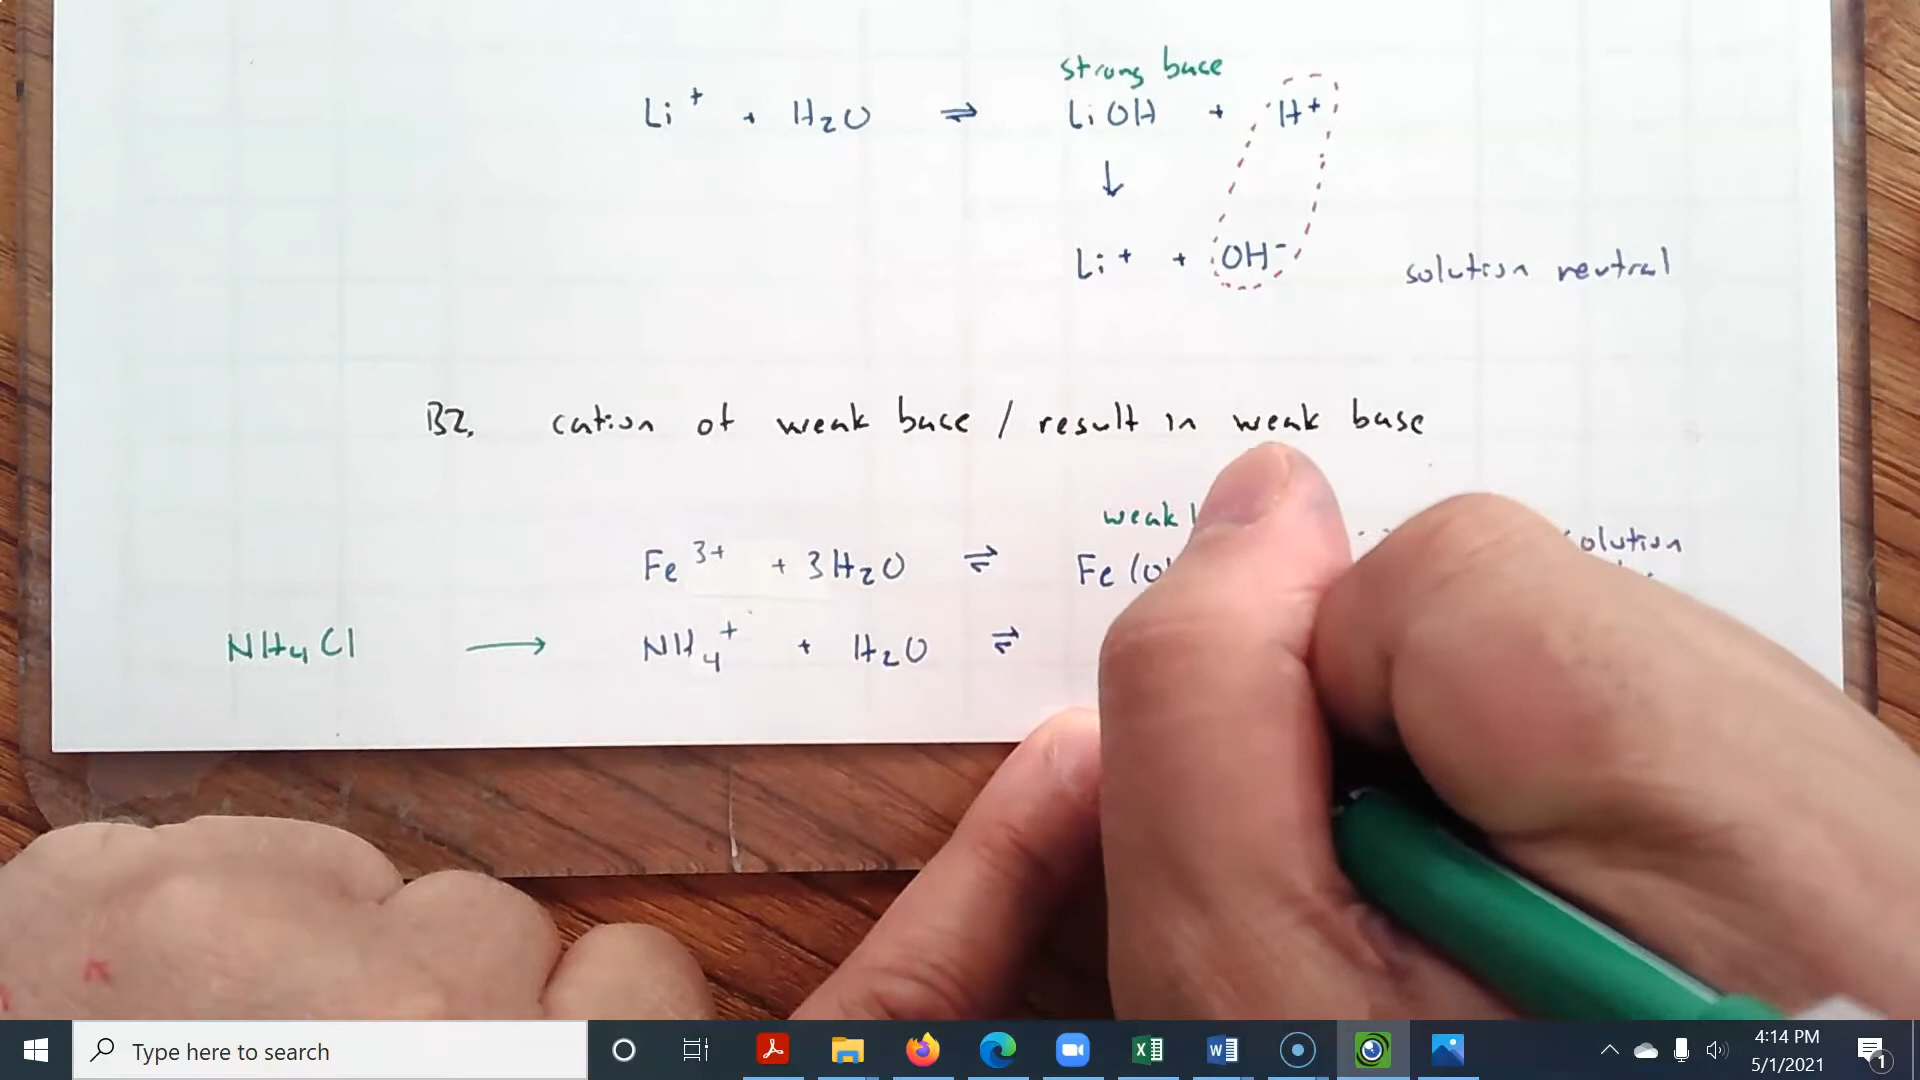 strong base
Li⁺ + H₂O ⇌ LiOH + H⁺
↓
Li⁺ + OH⁻ solution neutral
B2. cation of weak base / result in weak base
weak
Fe³⁺ + 3H₂O ⇌ Fe(O
NH₄Cl → NH₄⁺ + H₂O ⇌
Type here to search
4:14 PM
5/1/2021
1